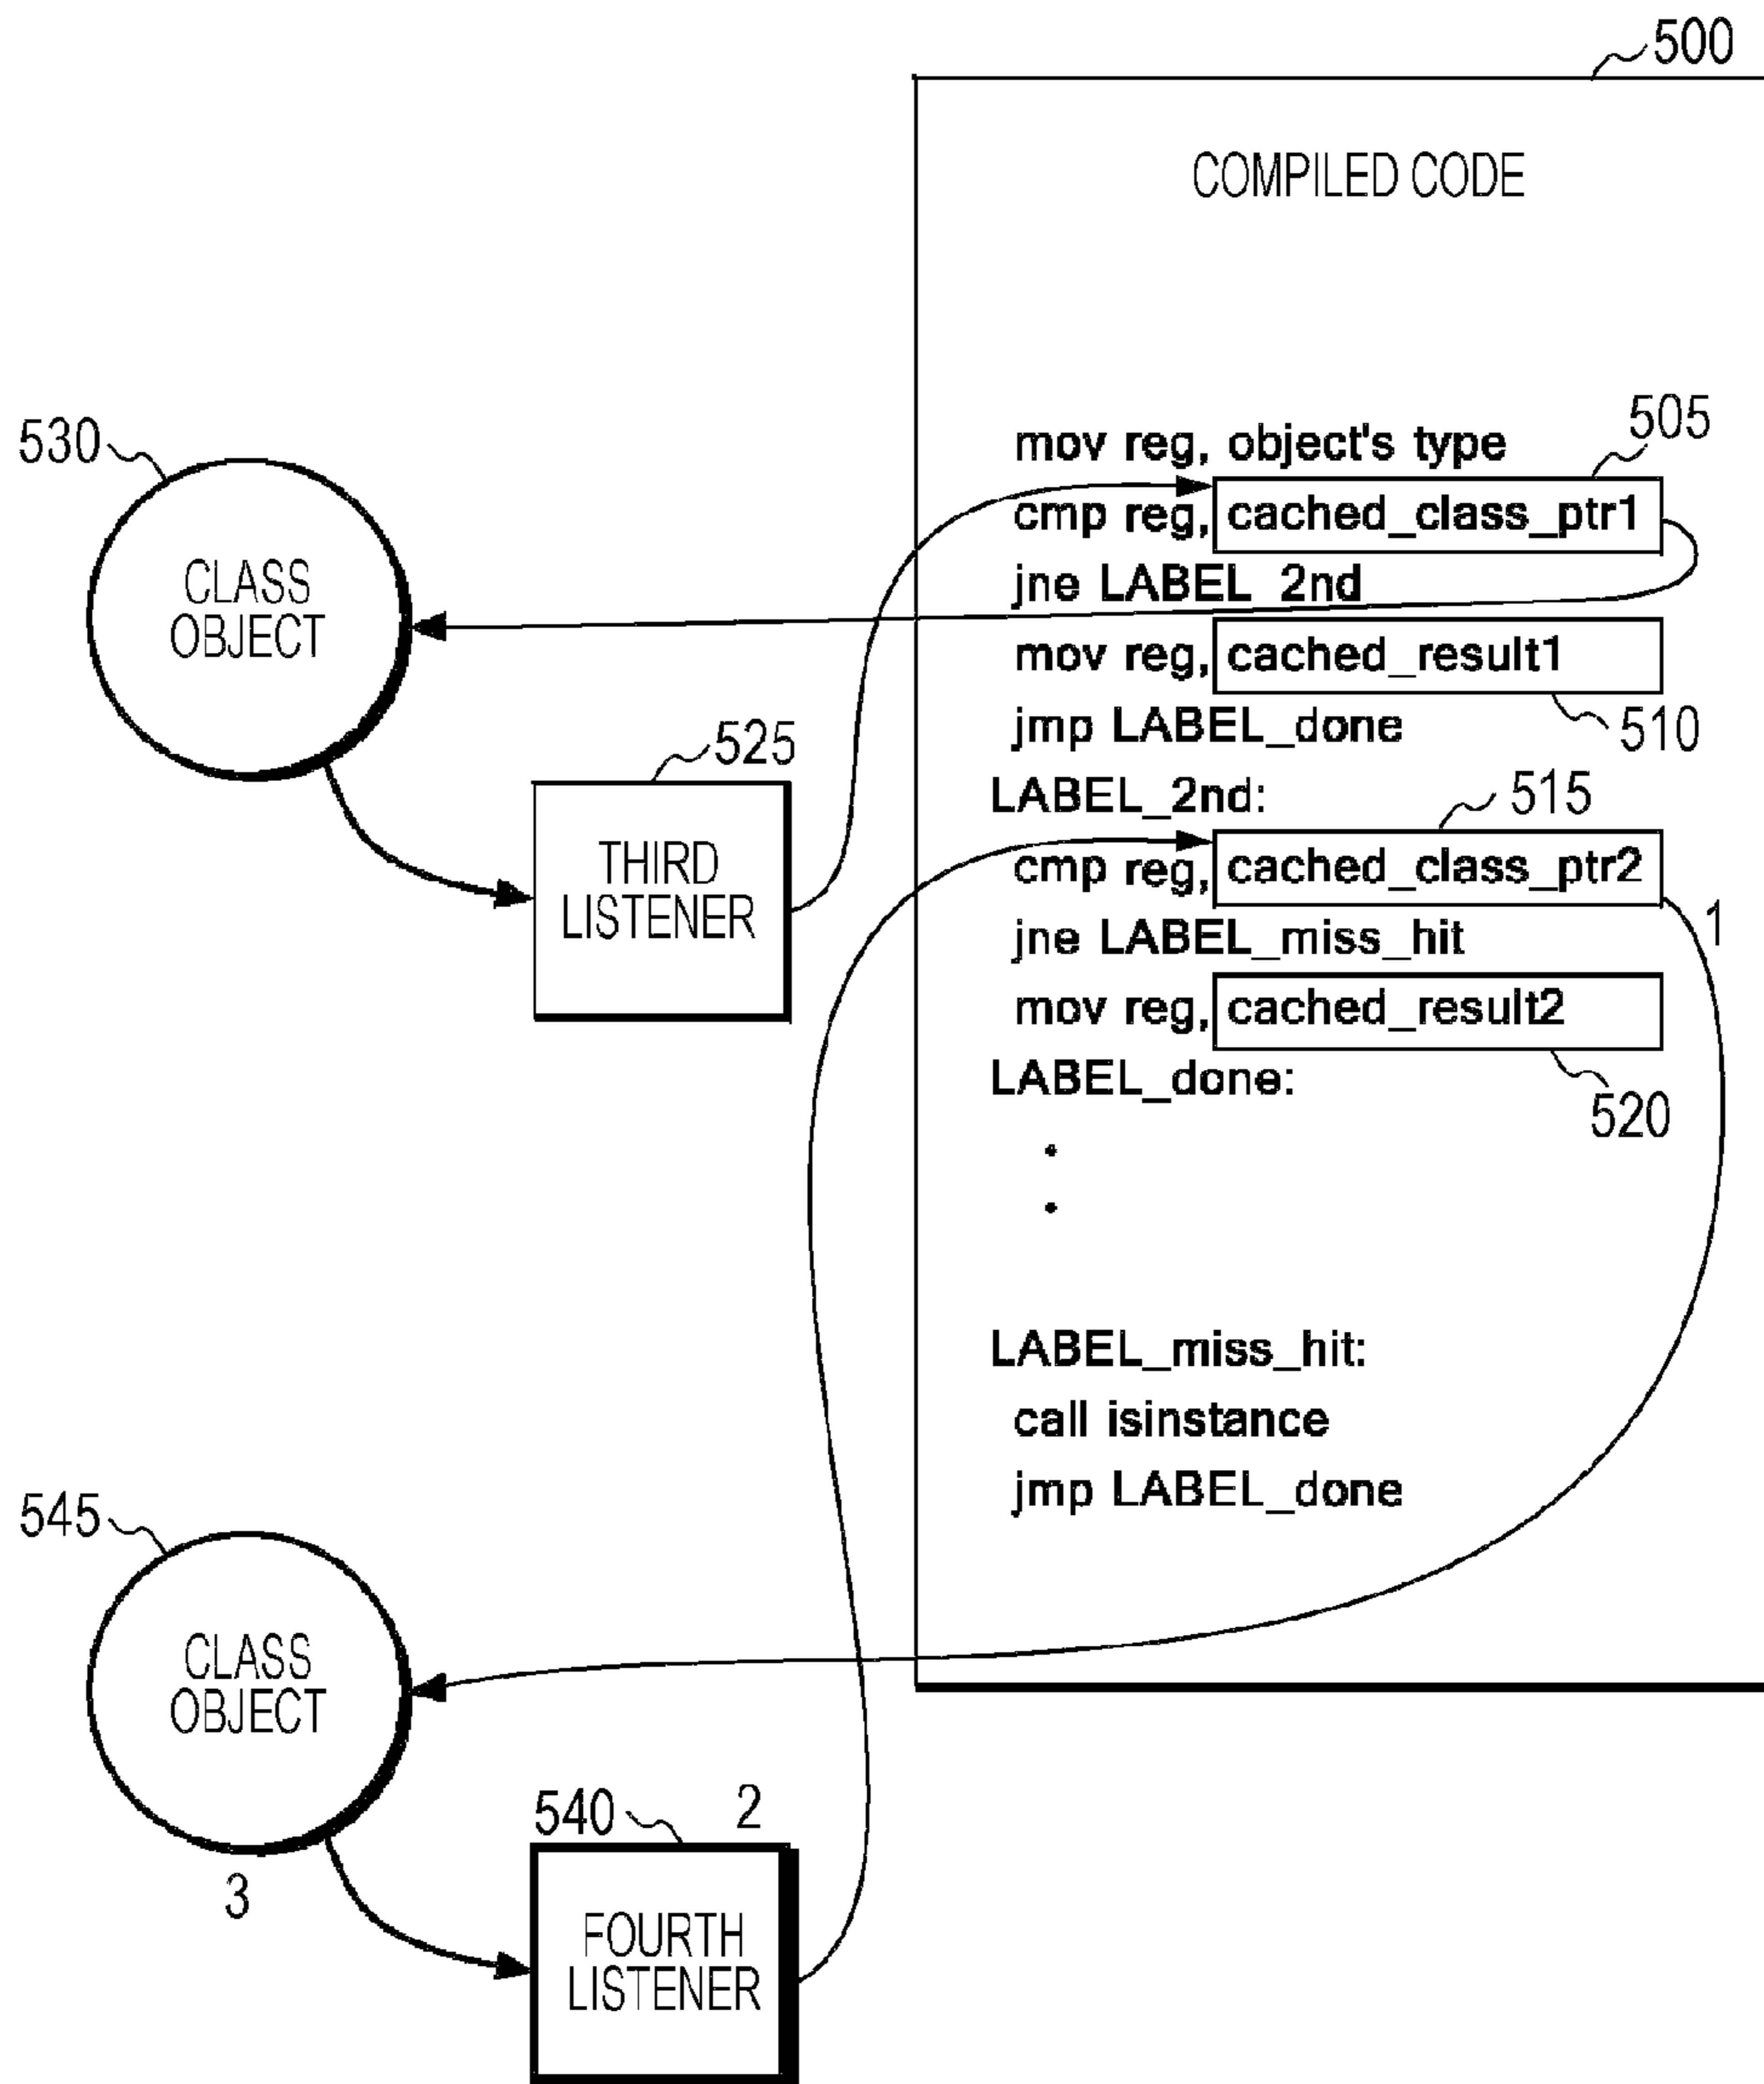 500
COMPILED CODE
505
530
mov reg, object's type
cmp reg, cached_class_ptr1
jne LABEL_2nd
CLASS
OBJECT
mov reg, cached_result1
510
jmp LABEL_done
525
LABEL_2nd:
515
THIRD
LISTENER
cmp reg, cached_class_ptr2
1
jne LABEL_miss_hit
mov reg, cached_result2
LABEL_done:
520
.
.
LABEL_miss_hit:
call isinstance
jmp LABEL_done
545
CLASS
OBJECT
3
540
2
FOURTH
LISTENER